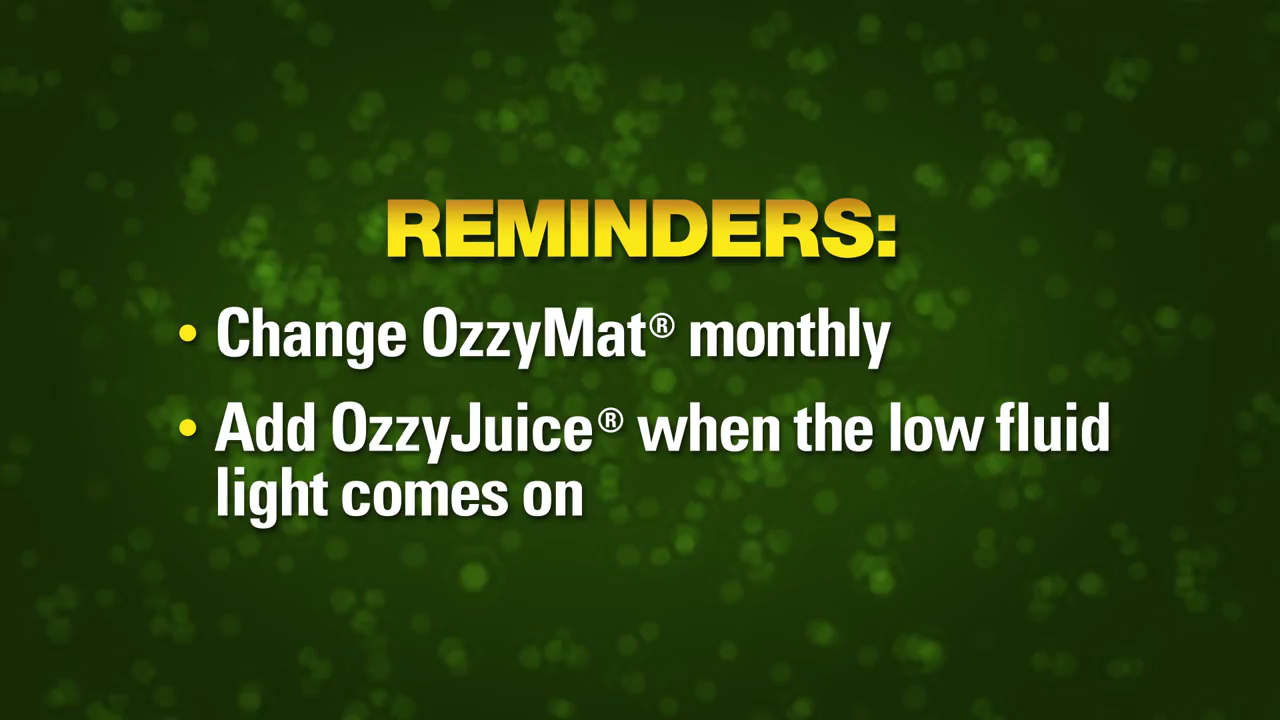 REMINDERS:
• Change OzzyMat® monthly
• Add OzzyJuice® when the low fluid
light comes on